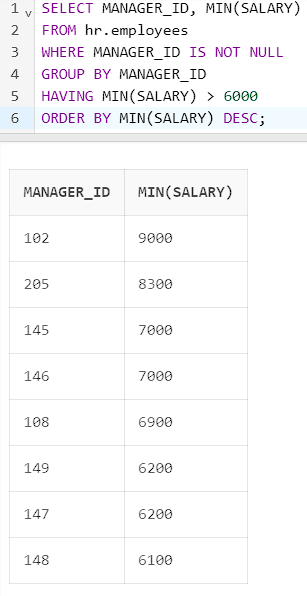 1 v SELECT MANAGER_ID, MIN(SALARY)
2 FROM hr.employees
3 WHERE MANAGER_ID IS NOT NULL
4 GROUP BY MANAGER_ID
5 HAVING MIN(SALARY) > 6000
6 ORDER BY MIN(SALARY) DESC;
MANAGER_ID MIN(SALARY)
102 9000
205 8300
145 7000
146 7000
108 6900
149 6200
147 6200
148 6100